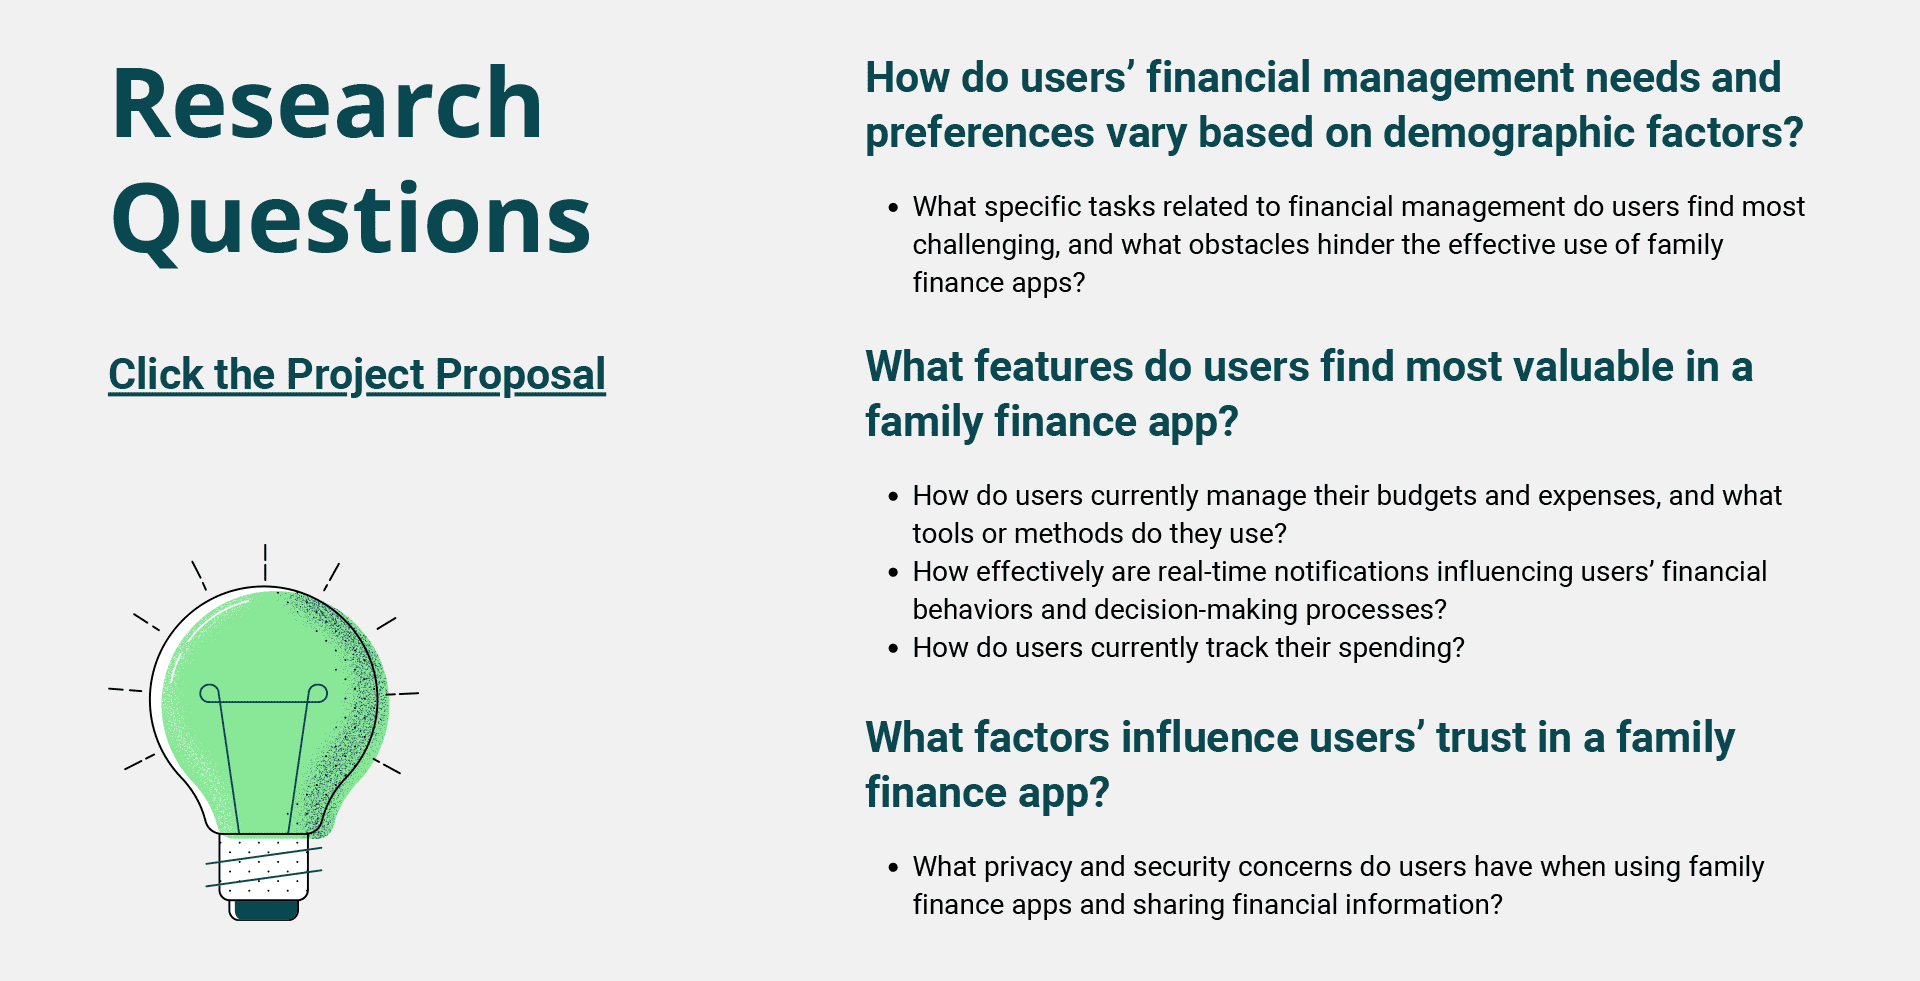 Research
Questions
Click the Project Proposal
How do users’ financial management needs and
preferences vary based on demographic factors?
• What specific tasks related to financial management do users find most
challenging, and what obstacles hinder the effective use of family
finance apps?
What features do users find most valuable in a
family finance app?
• How do users currently manage their budgets and expenses, and what
tools or methods do they use?
• How effectively are real-time notifications influencing users’ financial
behaviors and decision-making processes?
• How do users currently track their spending?
What factors influence users’ trust in a family
finance app?
• What privacy and security concerns do users have when using family
finance apps and sharing financial information?